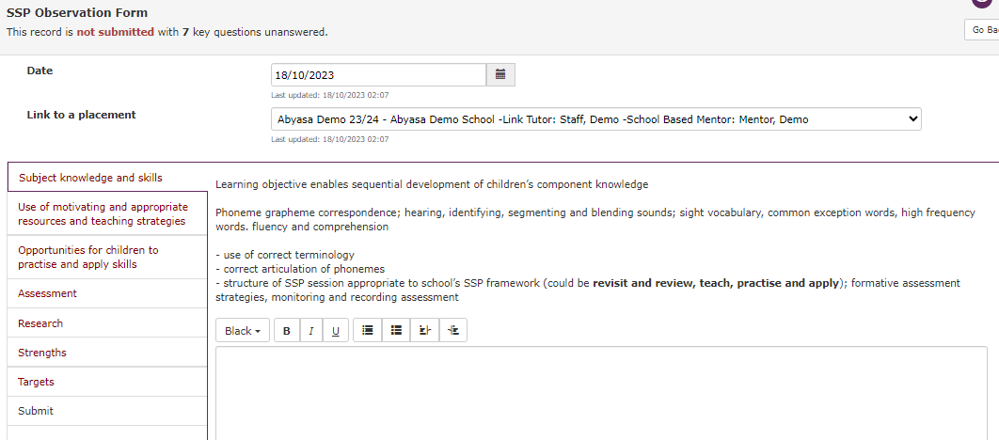 SSP Observation Form
This record is not submitted with 7 key questions unanswered.
Go Ba
Date
18/10/2023
Last updated: 18/10/2023 02:07
Link to a placement
Abyasa Demo 23/24 - Abyasa Demo School -Link Tutor: Staff, Demo -School Based Mentor: Mentor, Demo
Last updated: 18/10/2023 02:07
Subject knowledge and skills
Use of motivating and appropriate
resources and teaching strategies
Opportunities for children to
practise and apply skills
Assessment
Research
Strengths
Targets
Submit
Learning objective enables sequential development of children's component knowledge
Phoneme grapheme correspondence; hearing, identifying, segmenting and blending sounds; sight vocabulary, common exception words, high frequency
words. fluency and comprehension
- use of correct terminology
- correct articulation of phonemes
- structure of SSP session appropriate to school's SSP framework (could be revisit and review, teach, practise and apply); formative assessment
strategies, monitoring and recording assessment
Black
B I U